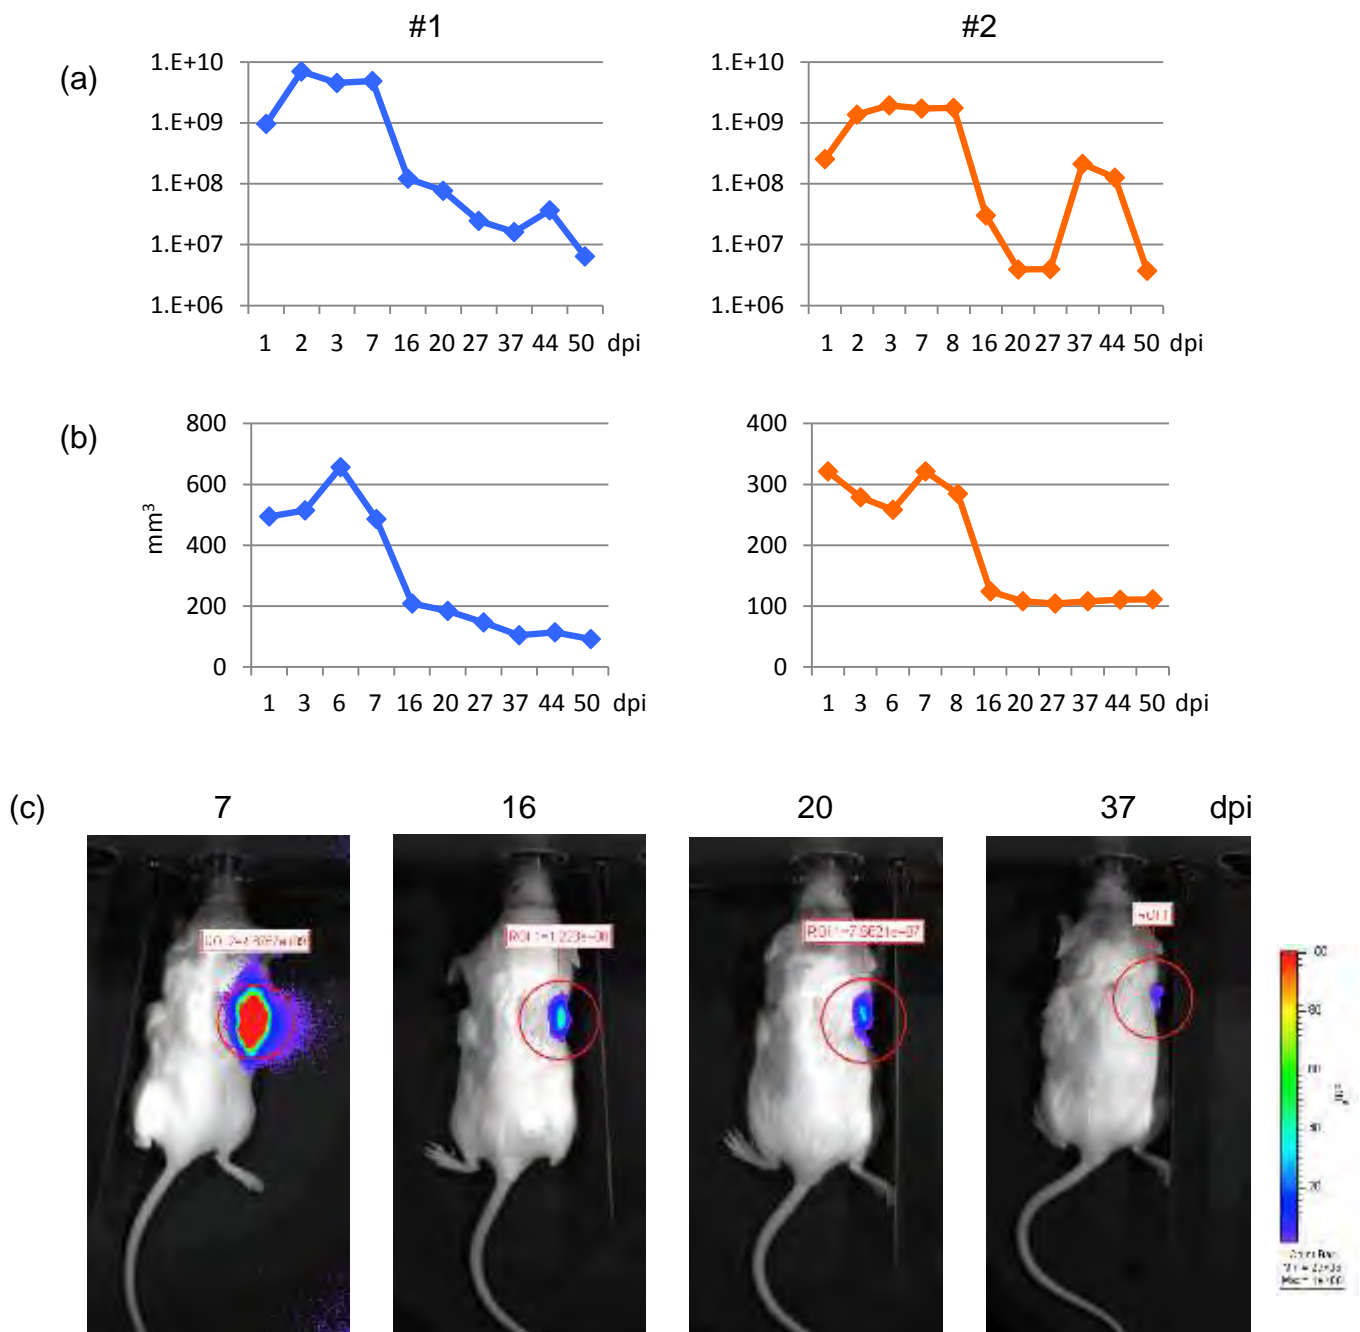 #1
#2
(a)
1.E+10
1.E+09
1.E+08
1.E+07
1.E+06
1 2 3 7 16 20 27 37 44 50 dpi
1.E+10
1.E+09
1.E+08
1.E+07
1.E+06
1 2 3 7 8 16 20 27 37 44 50 dpi
(b)
mm³
800
600
400
200
0
1 3 6 7 16 20 27 37 44 50 dpi
400
300
200
100
0
1 3 6 7 8 16 20 27 37 44 50 dpi
(c)
7 16 20 37 dpi